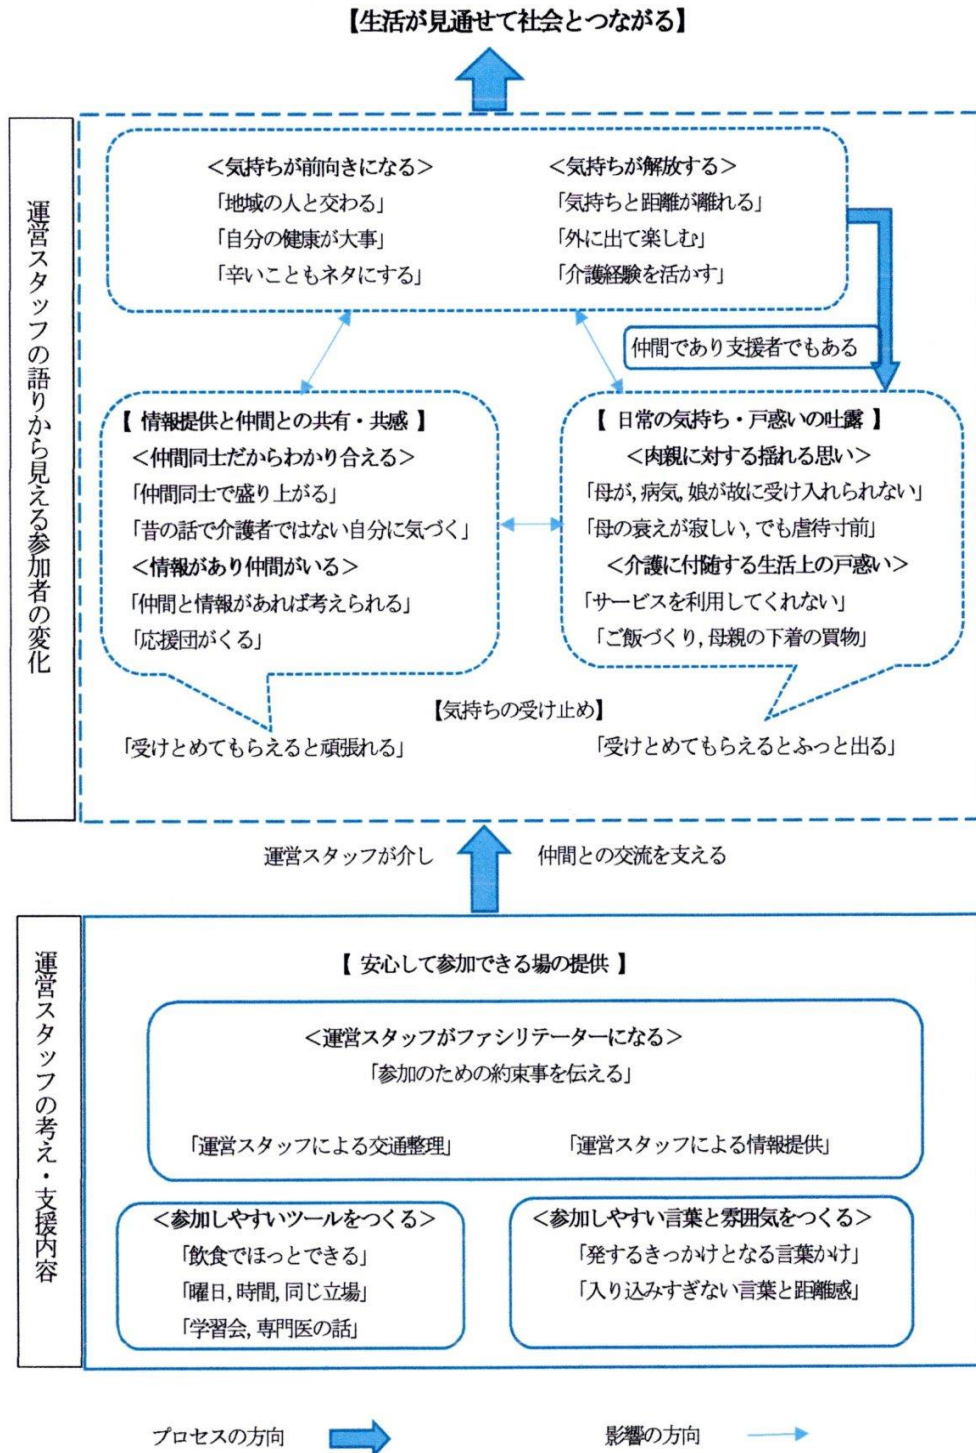 【生活が見通せて社会とつながる】
運営スタッフの語りから見える参加者の変化
＜気持ちが前向きになる＞
「地域の人と交わる」
「自分の健康が大事」
「辛いこともネタにする」
＜気持ちが解放する＞
「気持ちと距離が離れる」
「外に出て楽しむ」
「介護経験を活かす」
仲間であり支援者でもある
【 情報提供と仲間との共有・共感 】
＜仲間同士だからわかり合える＞
「仲間同士で盛り上がる」
「昔の話で介護者ではない自分に気づく」
＜情報があり仲間がいる＞
「仲間と情報があれば考えられる」
「応援団がくる」
【 日常の気持ち・戸惑いの吐露 】
＜肉親に対する揺れる思い＞
「母が, 病気, 娘が故に受け入れられない」
「母の衰えが寂しい, でも虐待寸前」
＜介護に付随する生活上の戸惑い＞
「サービスを利用してくれない」
「ご飯づくり, 母親の下着の買物」
【気持ちの受け止め】
「受けとめてもらえると頑張れる」
「受けとめてもらえるとふっと出る」
運営スタッフが介し
仲間との交流を支える
運営スタッフの考え・支援内容
【 安心して参加できる場の提供 】
＜運営スタッフがファシリテーターになる＞
「参加のための約束事を伝える」
「運営スタッフによる交通整理」
「運営スタッフによる情報提供」
＜参加しやすいツールをつくる＞
「飲食でほっとできる」
「曜日, 時間, 同じ立場」
「学習会, 専門医の話」
＜参加しやすい言葉と雰囲気をつくる＞
「発するきっかけとなる言葉かけ」
「入り込みすぎない言葉と距離感」
プロセスの方向
影響の方向